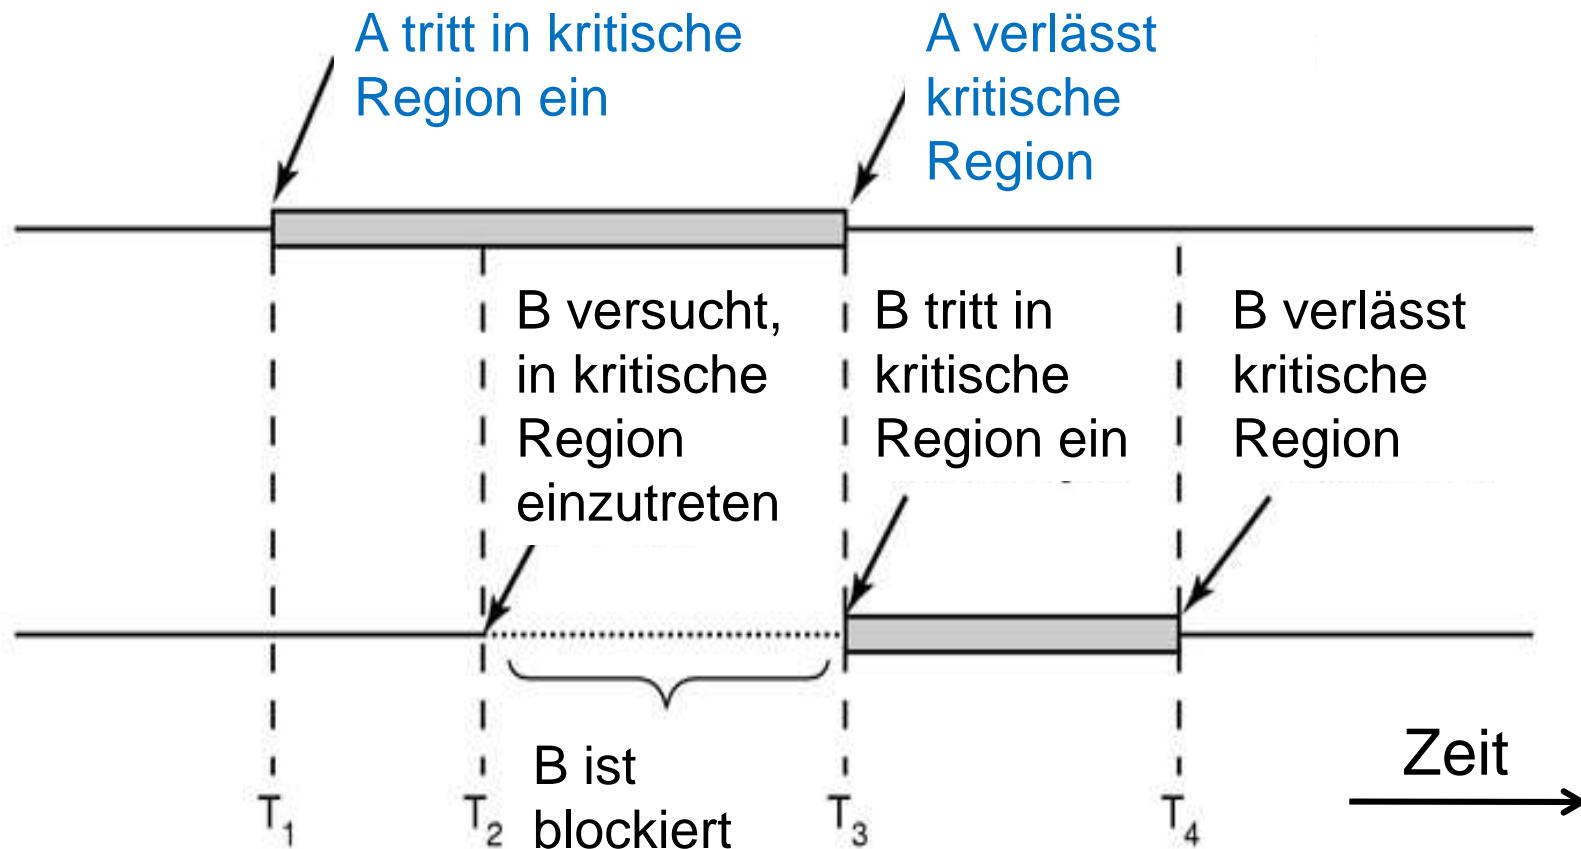 A tritt in kritische
Region ein
A verlässt
kritische
Region
B versucht,
in kritische
Region
einzutreten
B tritt in
kritische
Region ein
B verlässt
kritische
Region
B ist
blockiert
Zeit
T1
T2
T3
T4